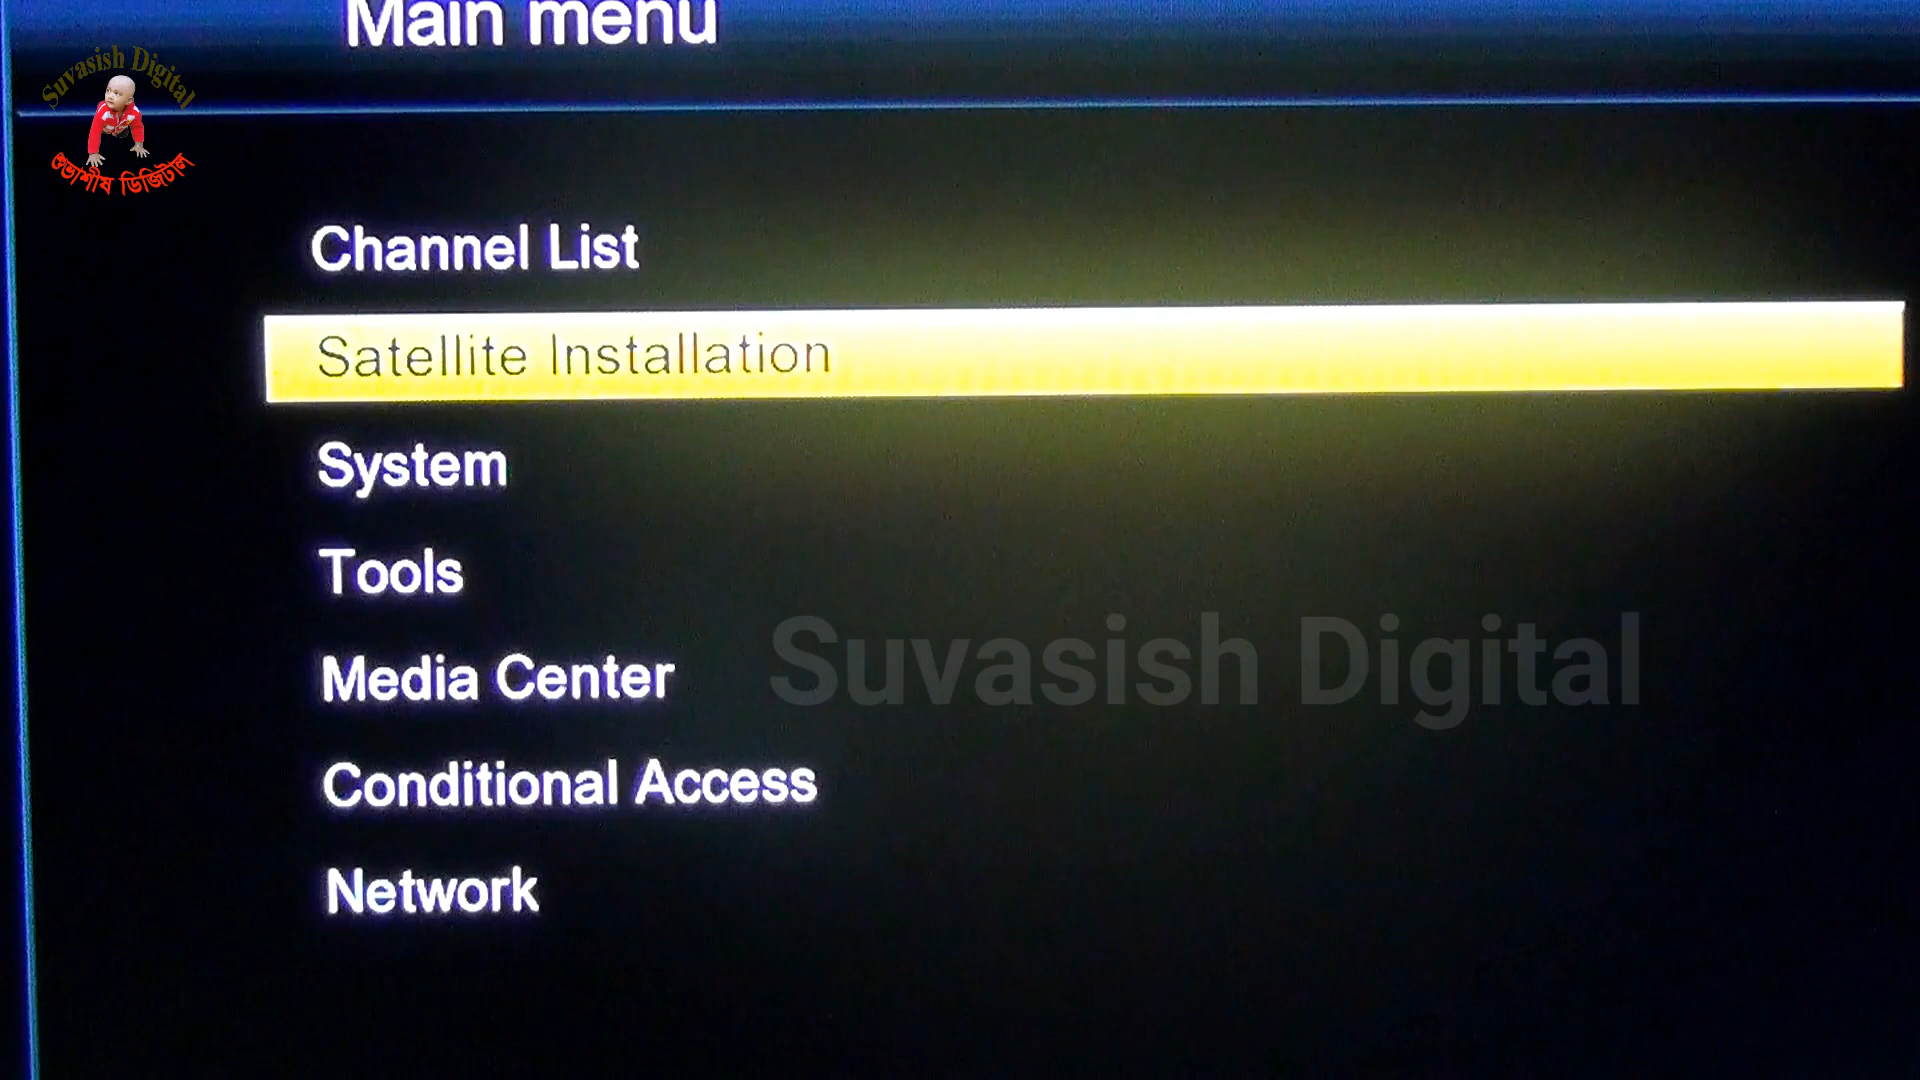 Main menu
Suvasish Digital
শুভাশীষ ডিজিটাল
Channel List
Satellite Installation
System
Tools
Media Center
Suvasish Digital
Conditional Access
Network